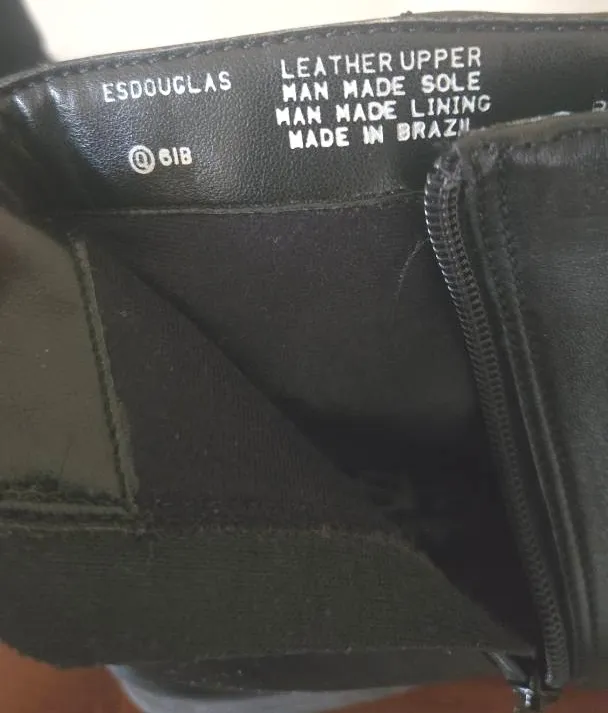 ESDOUGLAS
Q 61B
LEATHER UPPER
MAN MADE SOLE
MAN MADE LINING
MADE IN BRAZIL